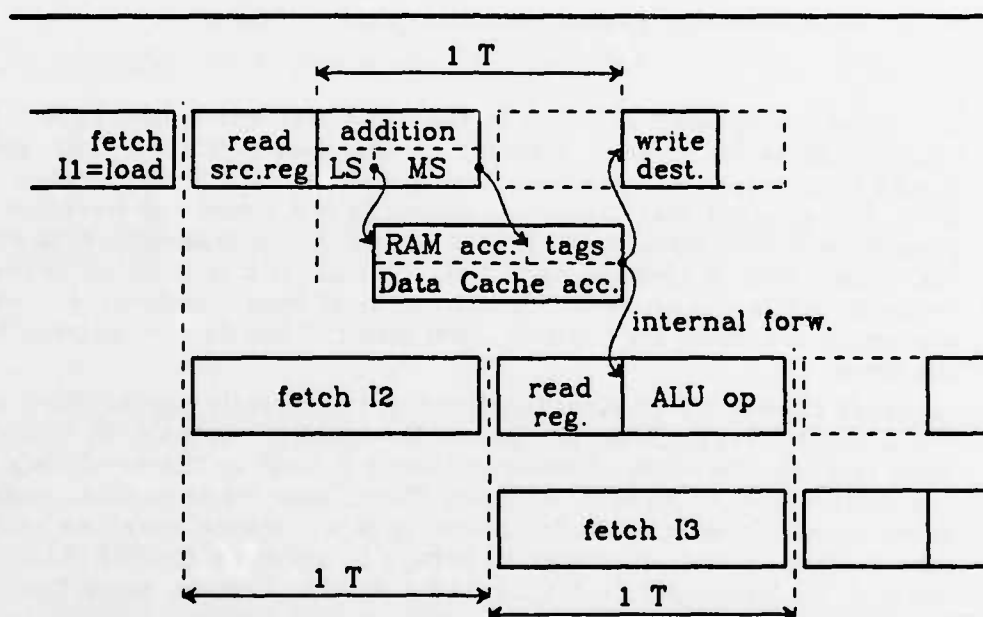 1 T
fetch
I1=load
read
src.reg
addition
LS MS
write
dest.
RAM acc. tags
Data Cache acc.
internal forw.
fetch I2
read
reg.
ALU op
fetch I3
1 T
1 T